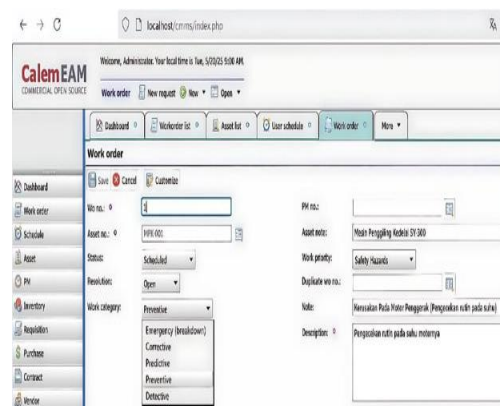 localhost/cmms/index.php
CalemEAM
COMMERCIAL OPEN SOURCE
Welcome, Administrator. Your local time is Tue, 5/20/25 5:00 AM.
Work order New request New Open
Dashboard Workorder list Asset list User schedule Work order More
Work order
Save Cancel Customize
Dashboard
Work order
Schedule
Asset
PM
Inventory
Requisition
Purchase
Contract
Vendor
Wo no.: 1 PM no.:
Asset no.: MPK-001 Asset note: Mesin Penggiling Kedelai SY-300
Status: Scheduled Work priority: Safety Hazards
Resolution: Open Duplicate wo no.:
Work category: Preventive Note: Kerusakan Pada Motor Penggerak (Pengecekan rutin pada suhu)
Emergency (breakdown) Description: Pengecekan rutin pada suhu motornya
Corrective
Predictive
Preventive
Detective